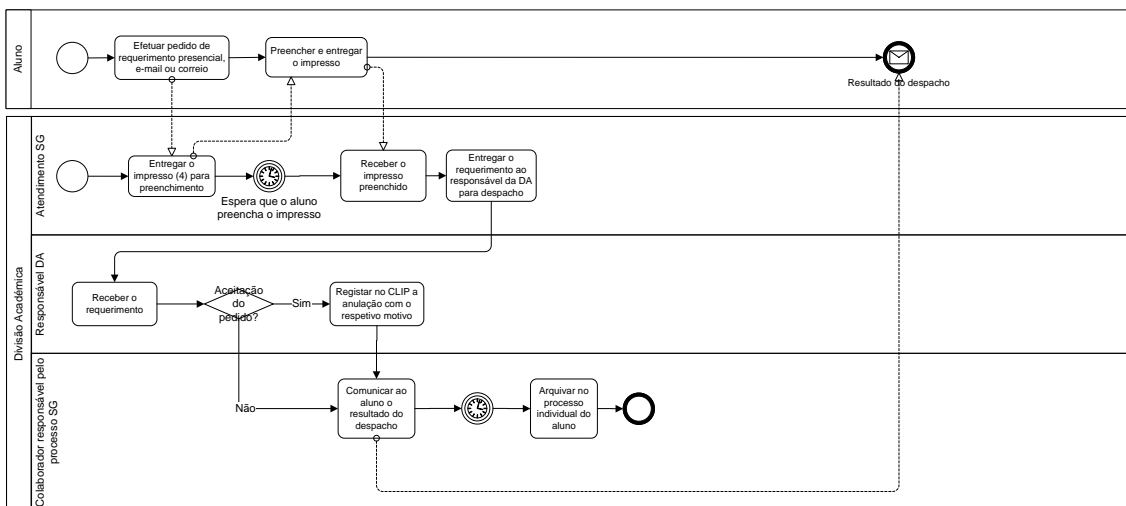 Aluno
Efetuar pedido de
requerimento presencial,
e-mail ou correio
Preencher e entregar
o impresso
Resultado do despacho
Divisão Académica
Atendimento SG
Entregar o
impresso (4) para
preenchimento
Espera que o aluno
preencha o impresso
Receber o
impresso
preenchido
Entregar o
requerimento ao
responsável da DA
para despacho
Responsável DA
Receber o
requerimento
Aceitação
do
pedido?
Sim
Registar no CLIP a
anulação com o
respetivo motivo
Colaborador responsável pelo
processo SG
Não
Comunicar ao
aluno o
resultado do
despacho
Arquivar no
processo
individual do
aluno